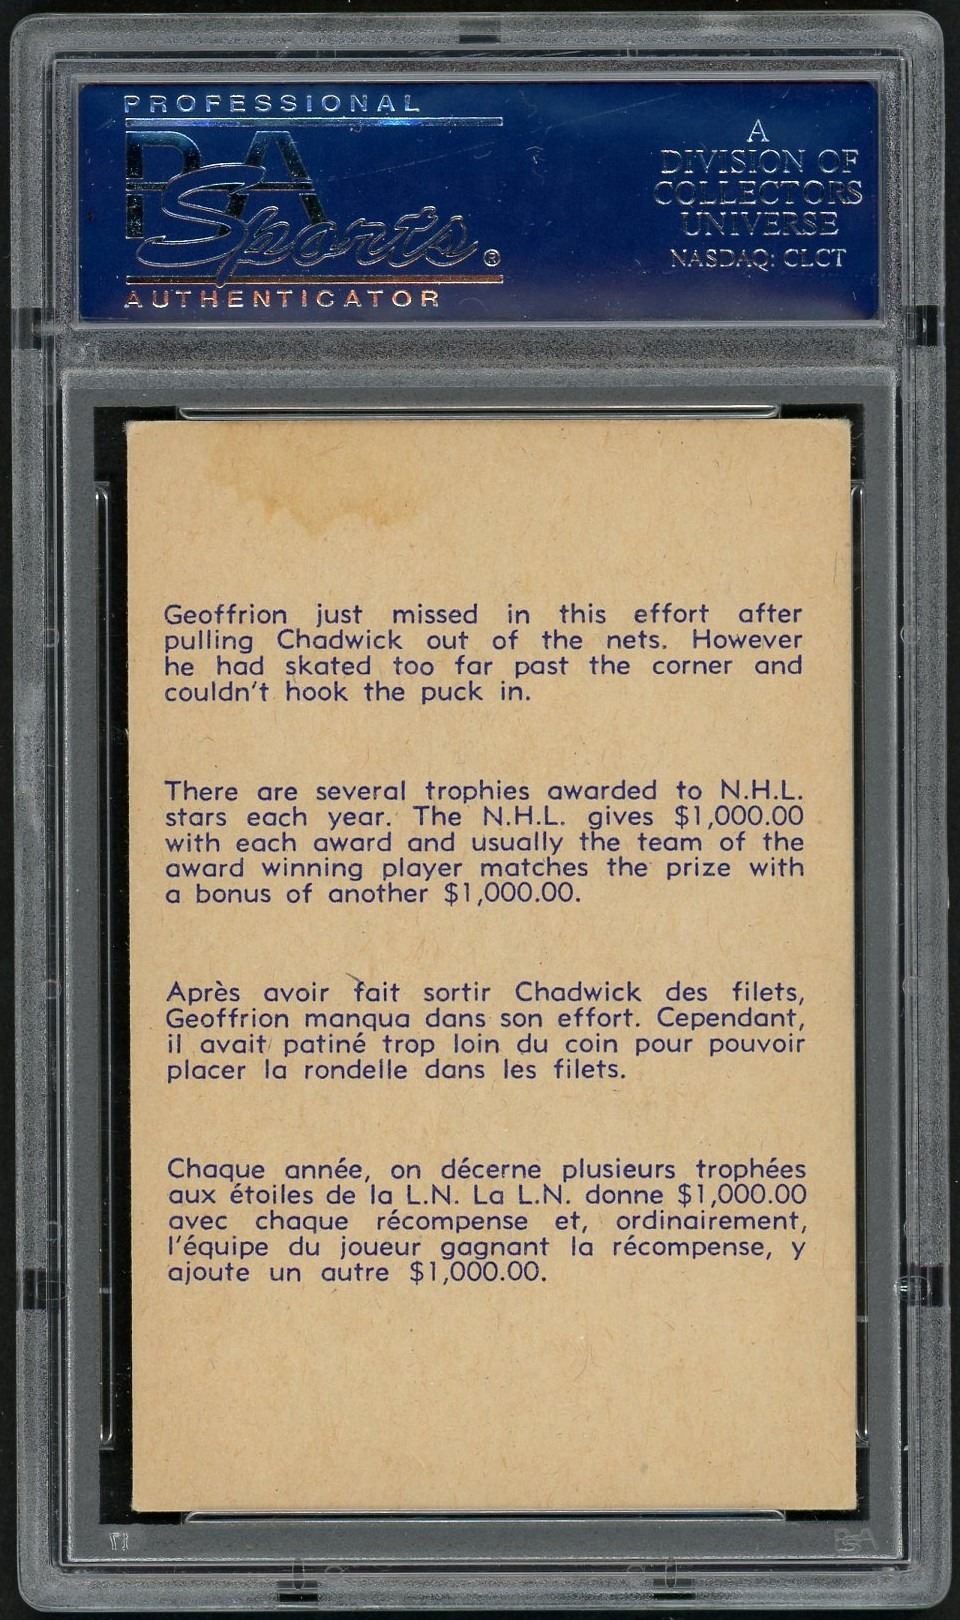 PROFESSIONAL
PSA
Sports®
AUTHENTICATOR
A
DIVISION OF
COLLECTORS
UNIVERSE
NASDAQ: CLCT
Geoffrion just missed in this effort after
pulling Chadwick out of the nets. However
he had skated too far past the corner and
couldn't hook the puck in.
There are several trophies awarded to N.H.L.
stars each year. The N.H.L. gives $1,000.00
with each award and usually the team of the
award winning player matches the prize with
a bonus of another $1,000.00.
Après avoir fait sortir Chadwick des filets,
Geoffrion manqua dans son effort. Cependant,
il avait patiné trop loin du coin pour pouvoir
placer la rondelle dans les filets.
Chaque année, on décerne plusieurs trophées
aux étoiles de la L.N. La L.N. donne $1,000.00
avec chaque récompense et, ordinairement,
l'équipe du joueur gagnant la récompense, y
ajoute un autre $1,000.00.
PSA